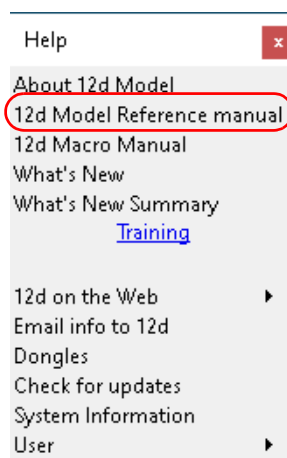 Help
x
About 12d Model
12d Model Reference manual
12d Macro Manual
What's New
What's New Summary
Training
12d on the Web
Email info to 12d
Dongles
Check for updates
System Information
User